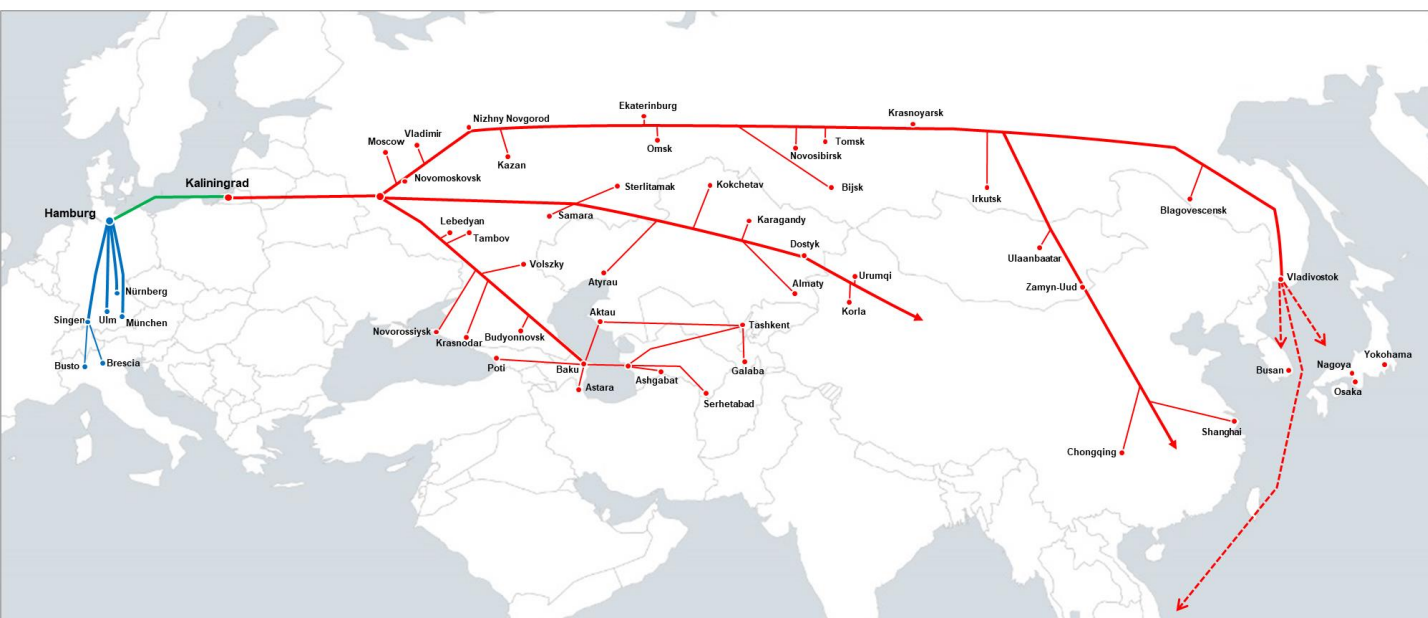 Ekaterinburg
Krasnoyarsk
Nizhny Novgorod
Vladimir
Moscow
Omsk
Tomsk
Novosibirsk
Kazan
Novomoskovsk
Kaliningrad
Sterlitamak
Kokchetav
Bijsk
Irkutsk
Blagovescensk
Hamburg
Samara
Lebedyan
Tambov
Karagandy
Dostyk
Ulaanbaatar
Volszky
Atyrau
Almaty
Urumqi
Korla
Zamyn-Uud
Vladivostok
Nürnberg
Singen
Ulm
München
Aktau
Tashkent
Novorossiysk
Krasnodar
Budyonnovsk
Busto
Brescia
Poti
Baku
Astara
Ashgabat
Galaba
Serhetabad
Busan
Nagoya
Yokohama
Osaka
Shanghai
Chongqing